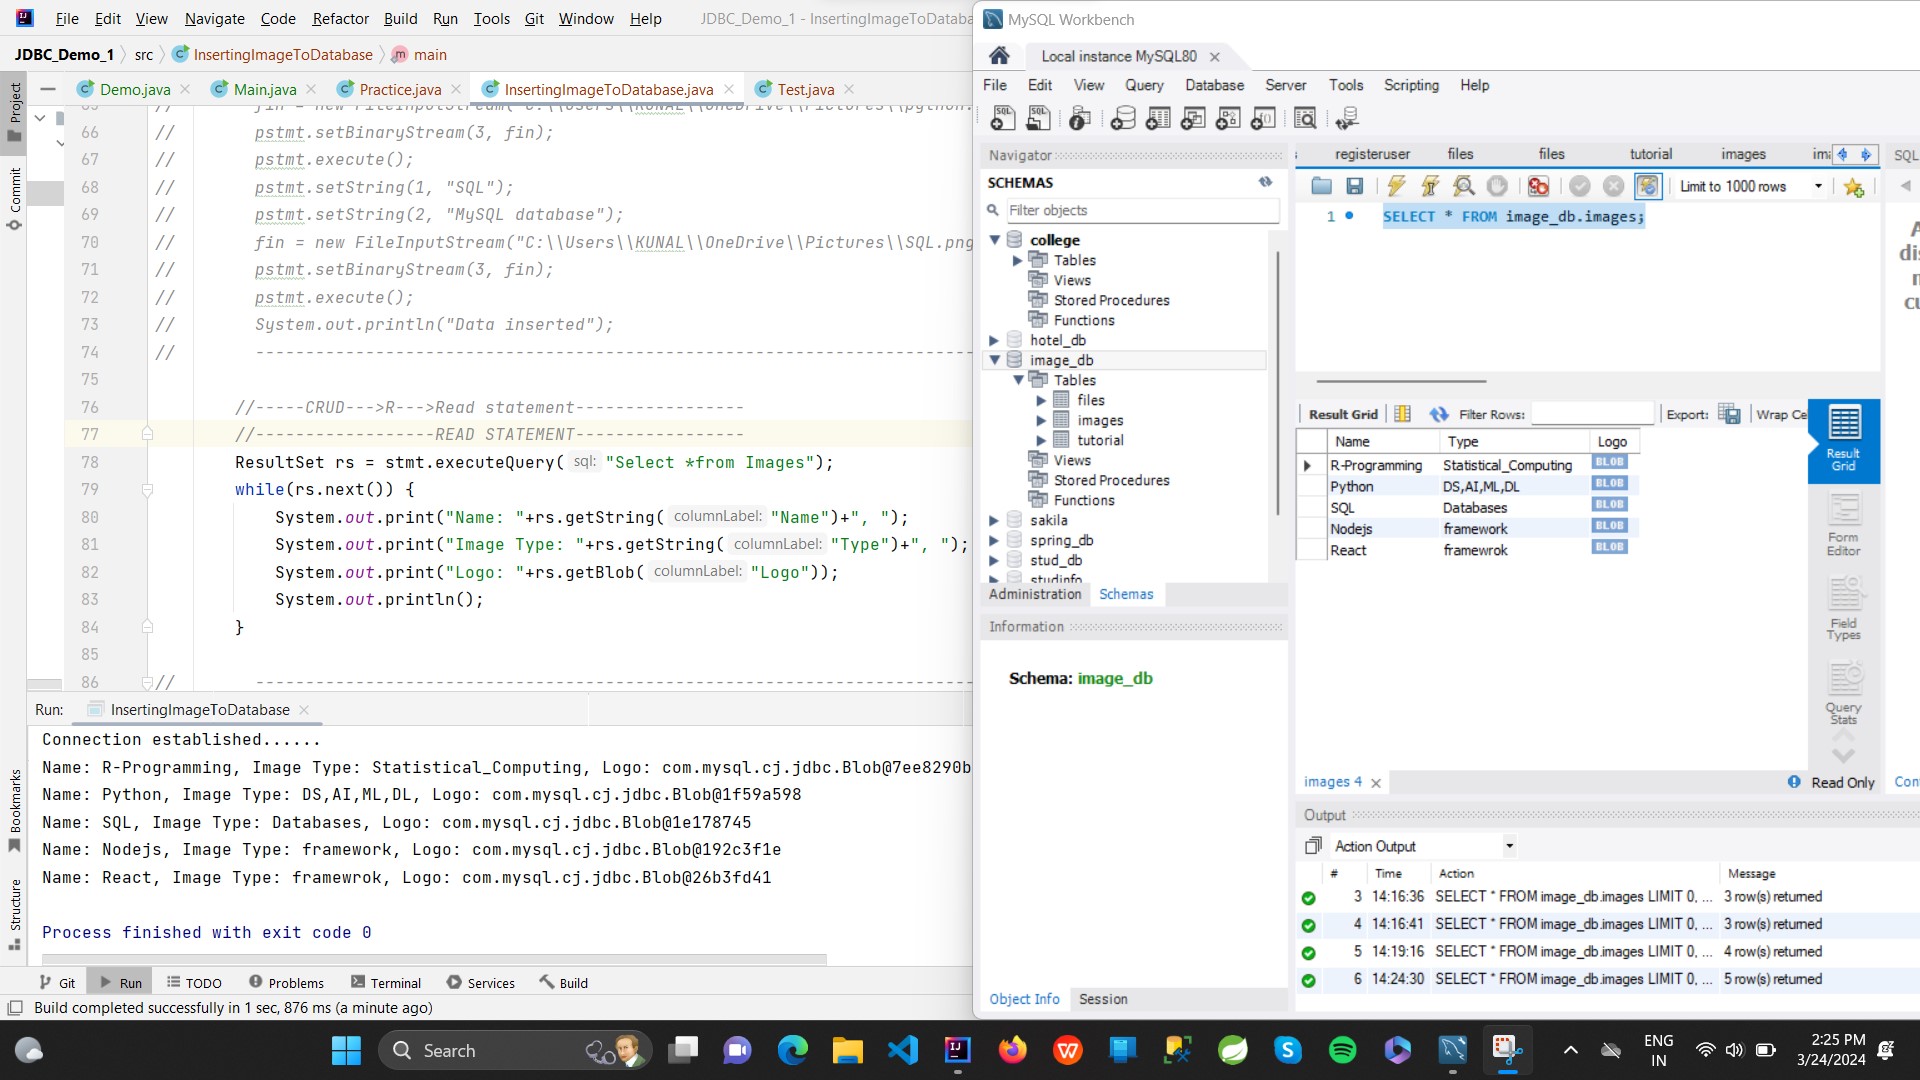 File Edit View Navigate Code Refactor Build Run Tools Git Window Help JDBC_Demo_1 - InsertingImageToDataba
JDBC_Demo_1 src InsertingImageToDatabase main
Demo.java Main.java Practice.java InsertingImageToDatabase.java Test.java
Project
Commit
Bookmarks
Structure
66 // pstmt.setBinaryStream(3, fin);
67 // pstmt.execute();
68 // pstmt.setString(1, "SQL");
69 // pstmt.setString(2, "MySQL database");
70 // fin = new FileInputStream("C:\\Users\\KUNAL\\OneDrive\\Pictures\\SQL.png
71 // pstmt.setBinaryStream(3, fin);
72 // pstmt.execute();
73 // System.out.println("Data inserted");
74 // ------------------------------------------------------------------------
75
76 //-----CRUD--->R--->Read statement-----------------
77 //------------------READ STATEMENT-----------------
78 ResultSet rs = stmt.executeQuery( sql: "Select *from Images");
79 while(rs.next()) {
80 System.out.print("Name: "+rs.getString( columnLabel: "Name")+", ");
81 System.out.print("Image Type: "+rs.getString( columnLabel: "Type")+", ");
82 System.out.print("Logo: "+rs.getBlob( columnLabel: "Logo"));
83 System.out.println();
84 }
85
86 // ------------------------------------------------------------------------
Run: InsertingImageToDatabase
Connection established......
Name: R-Programming, Image Type: Statistical_Computing, Logo: com.mysql.cj.jdbc.Blob@7ee8290b
Name: Python, Image Type: DS,AI,ML,DL, Logo: com.mysql.cj.jdbc.Blob@1f59a598
Name: SQL, Image Type: Databases, Logo: com.mysql.cj.jdbc.Blob@1e178745
Name: Nodejs, Image Type: framework, Logo: com.mysql.cj.jdbc.Blob@192c3f1e
Name: React, Image Type: framewrok, Logo: com.mysql.cj.jdbc.Blob@26b3fd41
Process finished with exit code 0
Git Run TODO Problems Terminal Services Build
Build completed successfully in 1 sec, 876 ms (a minute ago)
MySQL Workbench
Local instance MySQL80
File Edit View Query Database Server Tools Scripting Help
Navigator
SCHEMAS
Filter objects
college
Tables
Views
Stored Procedures
Functions
hotel_db
image_db
Tables
files
images
tutorial
Views
Stored Procedures
Functions
sakila
spring_db
stud_db
studinfo
Administration Schemas
Information
Schema: image_db
Object Info Session
registeruser files files tutorial images ima SQL
Limit to 1000 rows
1 SELECT * FROM image_db.images;
Result Grid Filter Rows: Export: Wrap Ce
Name Type Logo
R-Programming Statistical_Computing BLOB
Python DS,AI,ML,DL BLOB
SQL Databases BLOB
Nodejs framework BLOB
React framewrok BLOB
Result Grid
Form Editor
Field Types
Query Stats
images 4 Read Only
Output
Action Output
# Time Action Message
3 14:16:36 SELECT * FROM image_db.images LIMIT 0, ... 3 row(s) returned
4 14:16:41 SELECT * FROM image_db.images LIMIT 0, ... 3 row(s) returned
5 14:19:16 SELECT * FROM image_db.images LIMIT 0, ... 4 row(s) returned
6 14:24:30 SELECT * FROM image_db.images LIMIT 0, ... 5 row(s) returned
Search
ENG
IN
2:25 PM
3/24/2024